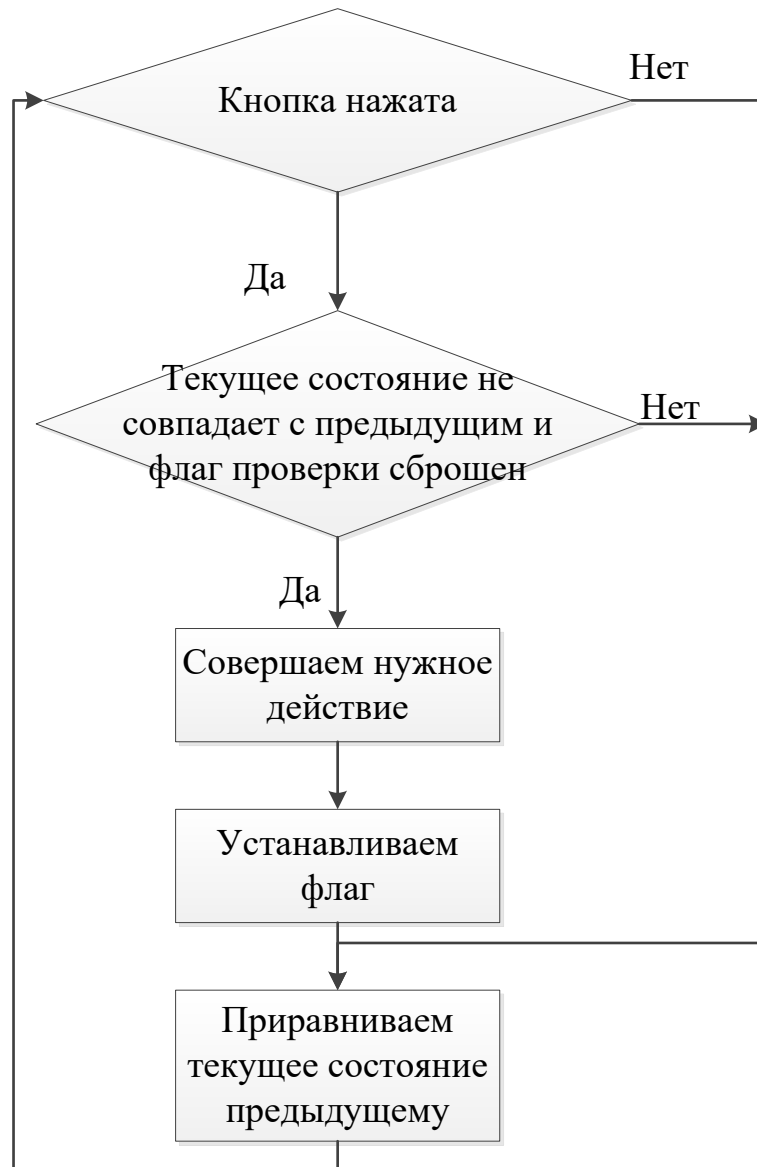 Нет
Кнопка нажата
Да
Текущее состояние не
совпадает с предыдущим и
флаг проверки сброшен
Нет
Да
Совершаем нужное
действие
Устанавливаем
флаг
Приравниваем
текущее состояние
предыдущему